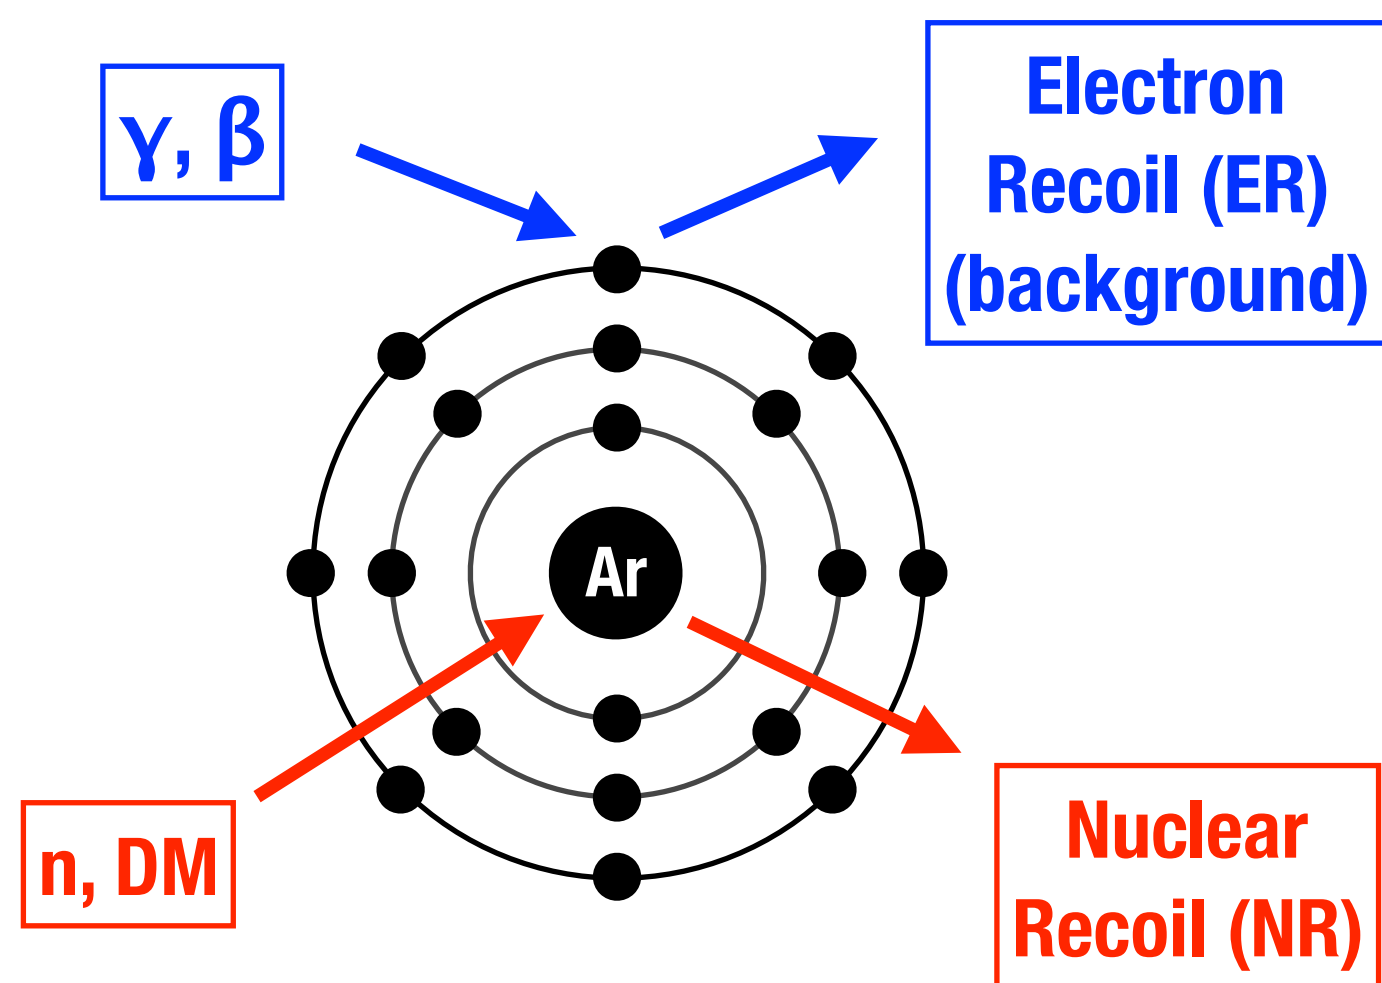 γ, β
Electron
Recoil (ER)
(background)
Ar
n, DM
Nuclear
Recoil (NR)